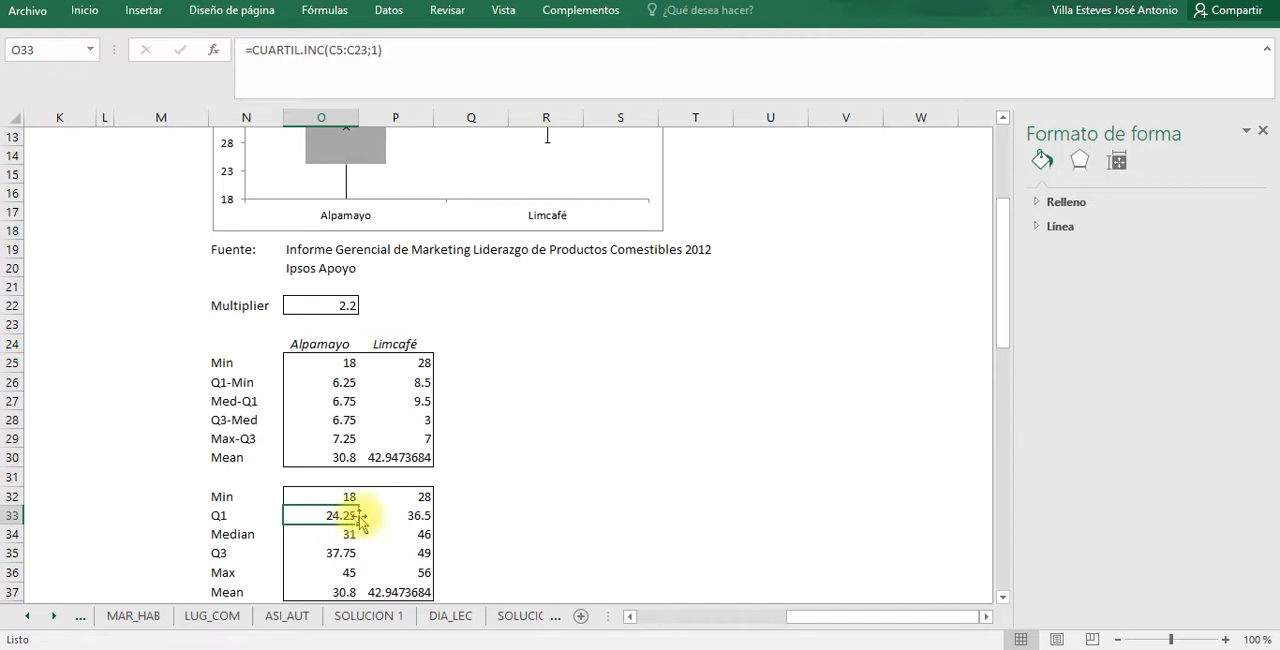 Archivo Inicio Insertar Diseño de página Fórmulas Datos Revisar Vista Complementos ¿Qué desea hacer? Villa Esteves José Antonio Compartir
O33 fx =CUARTIL.INC(C5:C23;1)
K L M N O P Q R S T U V W
Formato de forma
Relleno
Línea
13
14 28
15 23
16 18
17
18 Alpamayo Limcafé
19 Fuente: Informe Gerencial de Marketing Liderazgo de Productos Comestibles 2012
20 Ipsos Apoyo
21
22 Multiplier 2.2
23
24 Alpamayo Limcafé
25 Min 18 28
26 Q1-Min 6.25 8.5
27 Med-Q1 6.75 9.5
28 Q3-Med 6.75 3
29 Max-Q3 7.25 7
30 Mean 30.8 42.9473684
31
32 Min 18 28
33 Q1 24.25 36.5
34 Median 31 46
35 Q3 37.75 49
36 Max 45 56
37 Mean 30.8 42.9473684
... MAR_HAB LUG_COM ASI_AUT SOLUCION 1 DIA_LEC SOLUCIC ...
Listo 100 %